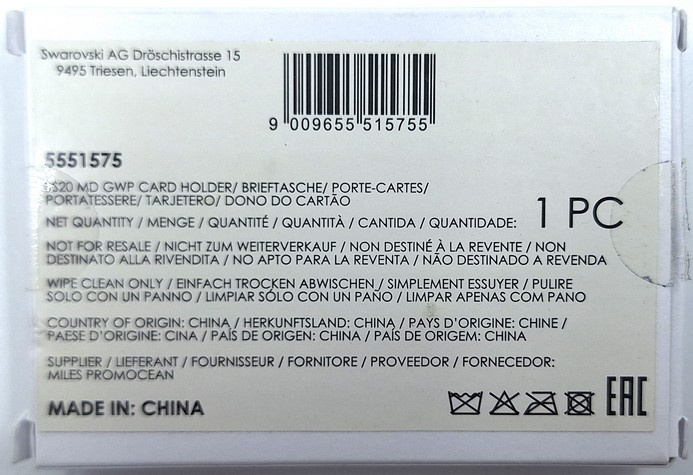 Swarovski AG Dröschistrasse 15
9495 Triesen, Liechtenstein
9 009655 515755
5551575
SS20 MD GWP CARD HOLDER/ BRIEFTASCHE/ PORTE-CARTES/
PORTATESSERE/ TARJETERO/ DONO DO CARTÃO
NET QUANTITY / MENGE / QUANTITÉ / QUANTITÀ / CANTIDA / QUANTIDADE: 1 PC
NOT FOR RESALE / NICHT ZUM WEITERVERKAUF / NON DESTINÉ À LA REVENTE / NON
DESTINATO ALLA RIVENDITA / NO APTO PARA LA REVENTA / NÃO DESTINADO A REVENDA
WIPE CLEAN ONLY / EINFACH TROCKEN ABWISCHEN / SIMPLEMENT ESSUYER / PULIRE
SOLO CON UN PANNO / LIMPIAR SÓLO CON UN PAÑO / LIMPAR APENAS COM PANO
COUNTRY OF ORIGIN: CHINA / HERKUNFTSLAND: CHINA / PAYS D'ORIGINE: CHINE /
PAESE D'ORIGINE: CINA / PAÍS DE ORIGEN: CHINA / PAÍS DE ORIGEM: CHINA
SUPPLIER / LIEFERANT / FOURNISSEUR / FORNITORE / PROVEEDOR / FORNECEDOR:
MILES PROMOCEAN
MADE IN: CHINA
EAC